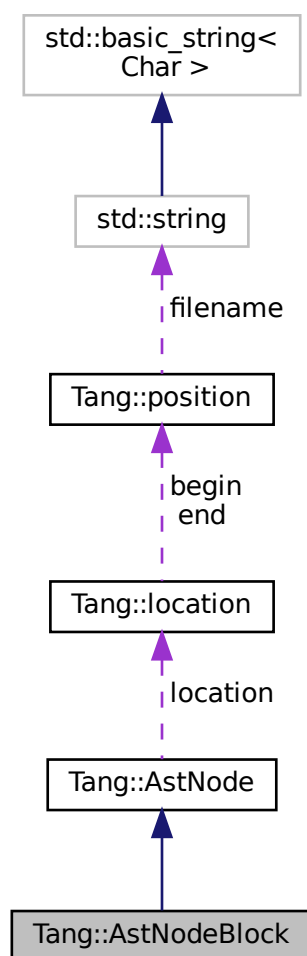 std::basic_string<
Char >
std::string
filename
Tang::position
begin
end
Tang::location
location
Tang::AstNode
Tang::AstNodeBlock